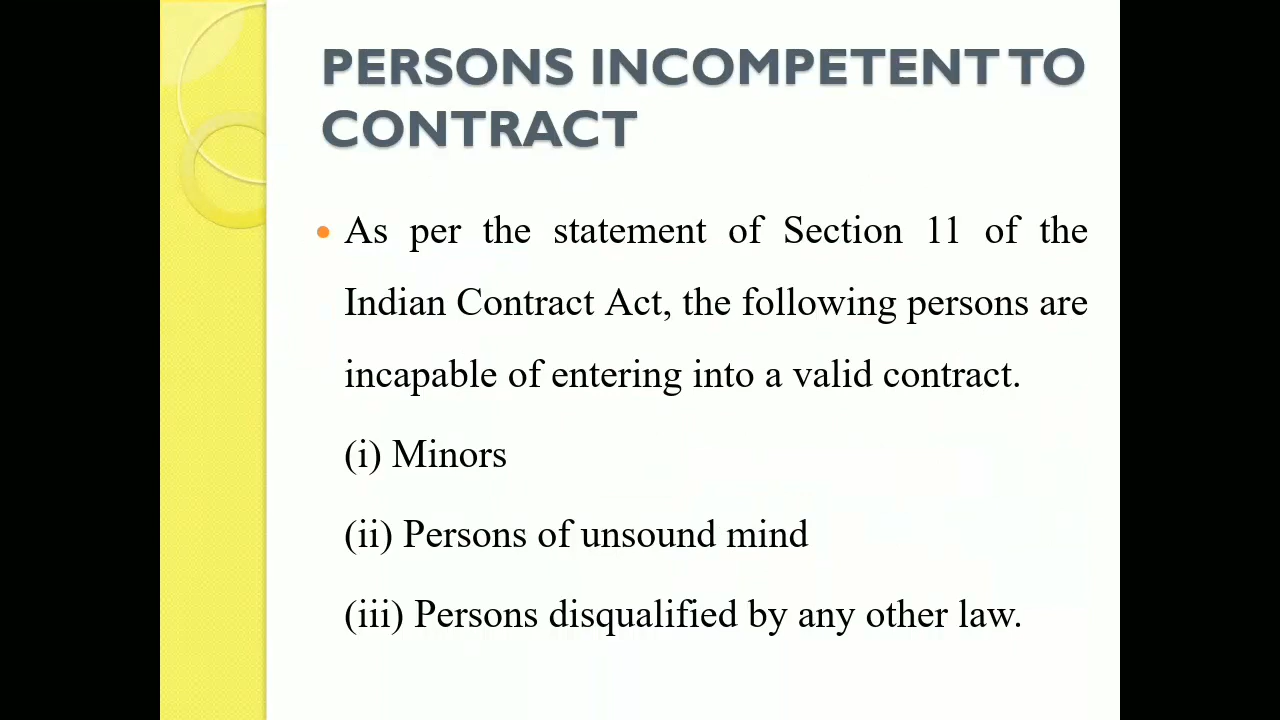 PERSONS INCOMPETENT TO
CONTRACT
• As per the statement of Section 11 of the
Indian Contract Act, the following persons are
incapable of entering into a valid contract.
(i) Minors
(ii) Persons of unsound mind
(iii) Persons disqualified by any other law.